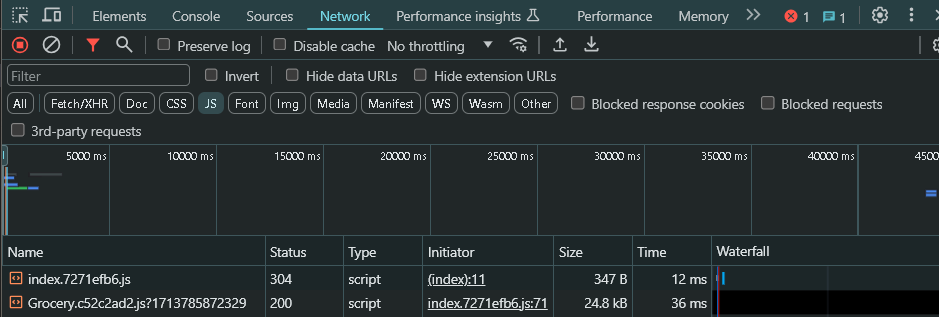 Elements Console Sources Network Performance insights Performance Memory 1 1
Preserve log Disable cache No throttling
Filter Invert Hide data URLs Hide extension URLs
All Fetch/XHR Doc CSS JS Font Img Media Manifest WS Wasm Other Blocked response cookies Blocked requests
3rd-party requests
5000 ms 10000 ms 15000 ms 20000 ms 25000 ms 30000 ms 35000 ms 40000 ms 4500
Name Status Type Initiator Size Time Waterfall
index.7271efb6.js 304 script (index):11 347 B 12 ms
Grocery.c52c2ad2.js?1713785872329 200 script index.7271efb6.js:71 24.8 kB 36 ms